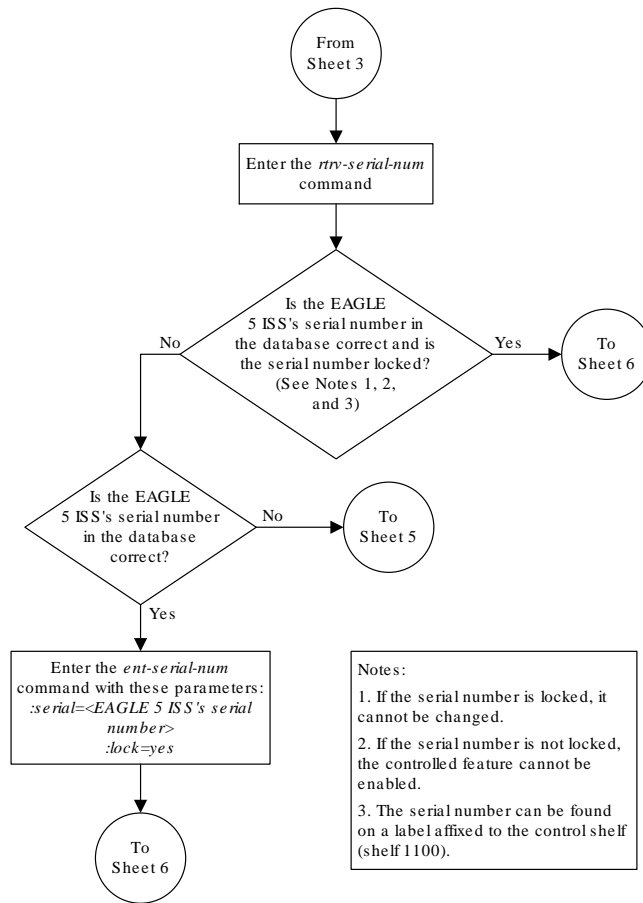 From
Sheet 3
Enter the rtrv-serial-num
command
Is the EAGLE
5 ISS's serial number in
the database correct and is
the serial number locked?
(See Notes 1, 2,
and 3)
No
Yes
To
Sheet 6
Is the EAGLE
5 ISS's serial number
in the database
correct?
No
To
Sheet 5
Yes
Enter the ent-serial-num
command with these parameters:
:serial=<EAGLE 5 ISS's serial
number>
:lock=yes
To
Sheet 6
Notes:
1. If the serial number is locked, it
cannot be changed.
2. If the serial number is not locked,
the controlled feature cannot be
enabled.
3. The serial number can be found
on a label affixed to the control shelf
(shelf 1100).